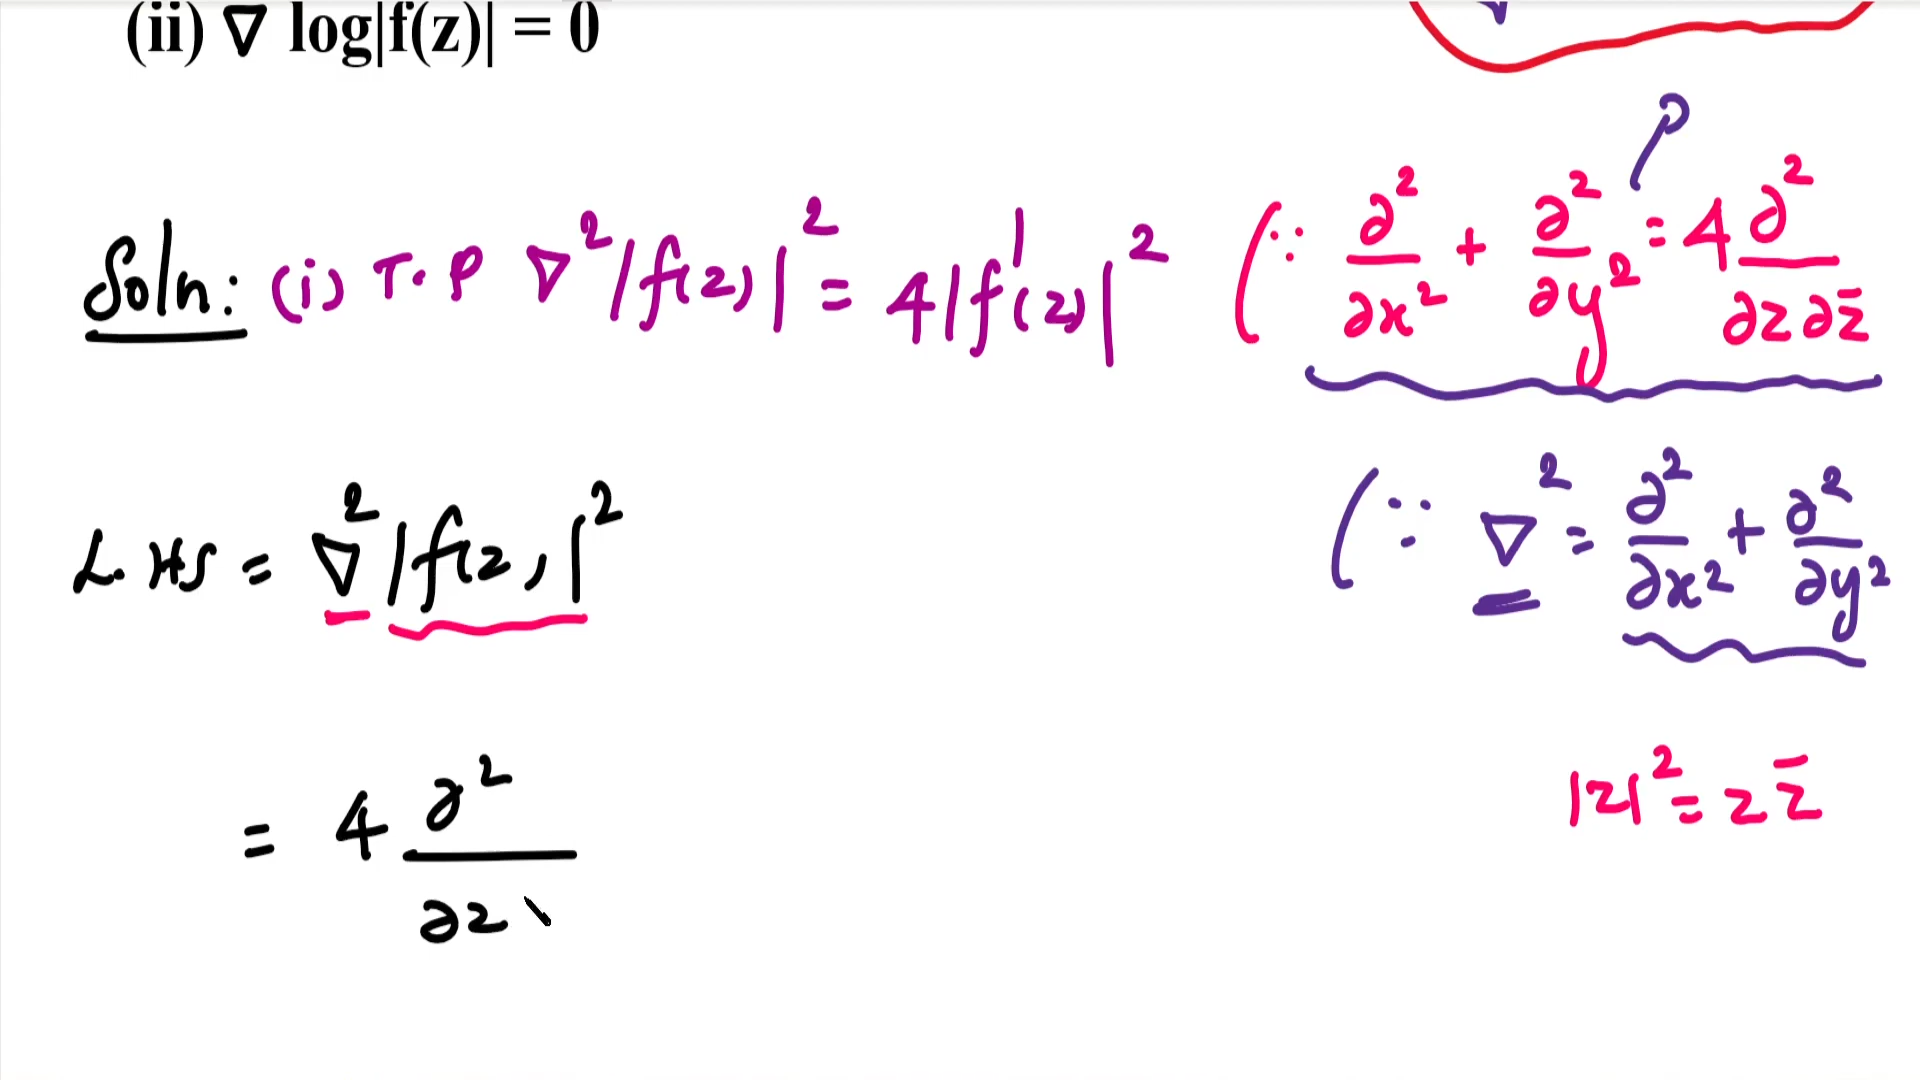 (ii) ∇ log|f(z)| = 0
Soln: (i) T.P ∇²|f(z)|² = 4|f'(z)|² (∵ ∂²/∂x² + ∂²/∂y² = 4 ∂²/∂z∂z̄
L.HS = ∇²|f(z)|² (∵ ∇² = ∂²/∂x² + ∂²/∂y²
= 4 ∂²/∂z
|z|² = z z̄